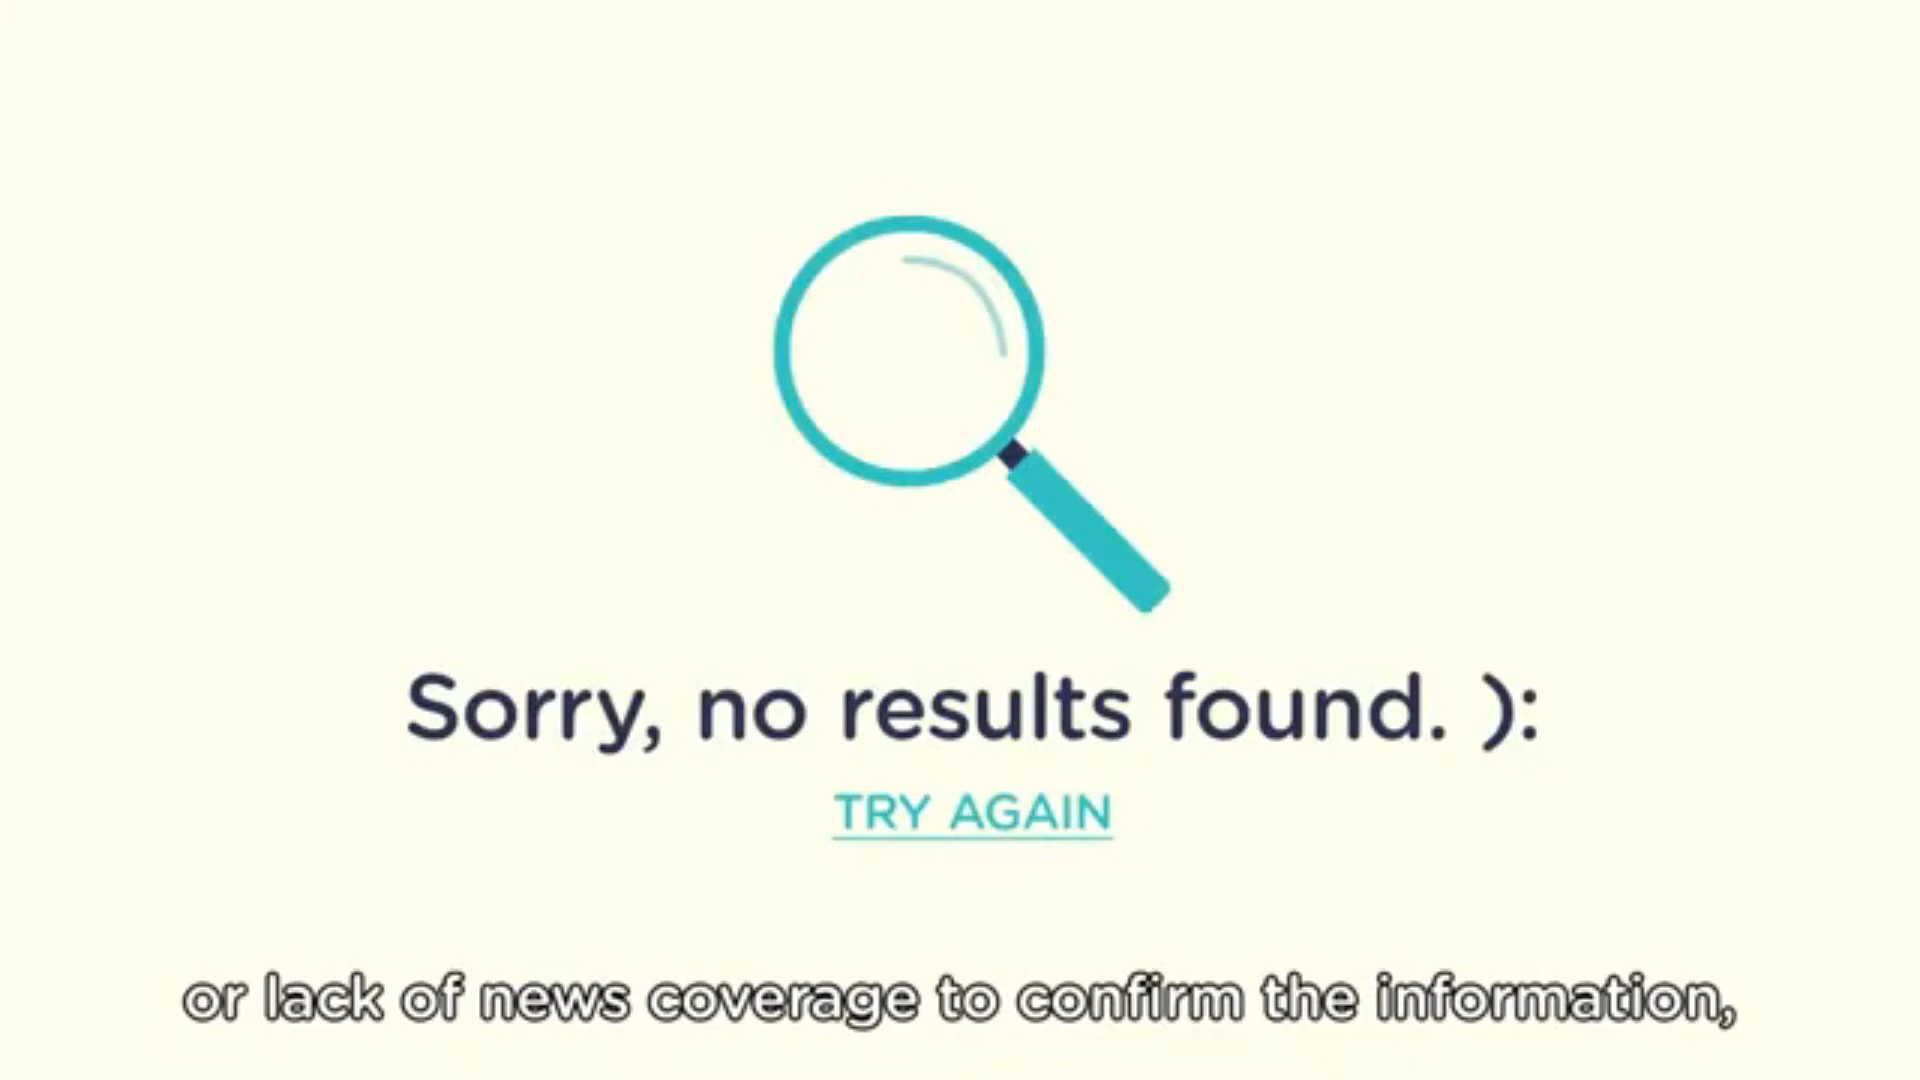 Sorry, no results found. ):
TRY AGAIN
or lack of news coverage to confirm the information,